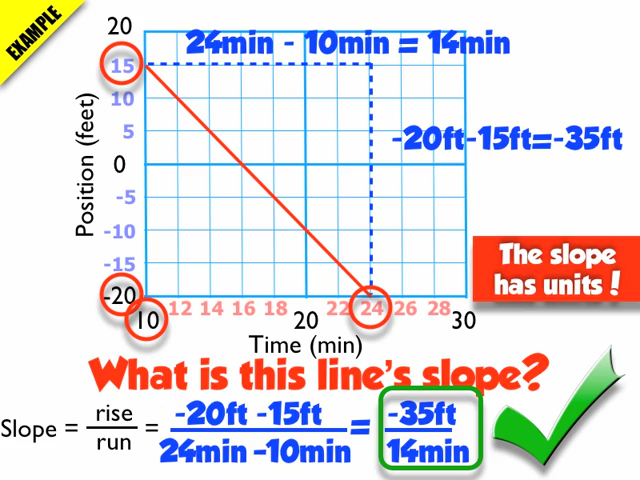 EXAMPLE
20
24min - 10min = 14min
15
10
5
0
-5
-10
-15
-20
Position (feet)
-20ft-15ft=-35ft
The slope
has units!
10 12 14 16 18 20 22 24 26 28 30
Time (min)
What is this line's slope?
Slope = rise = -20ft -15ft = -35ft
run 24min -10min 14min